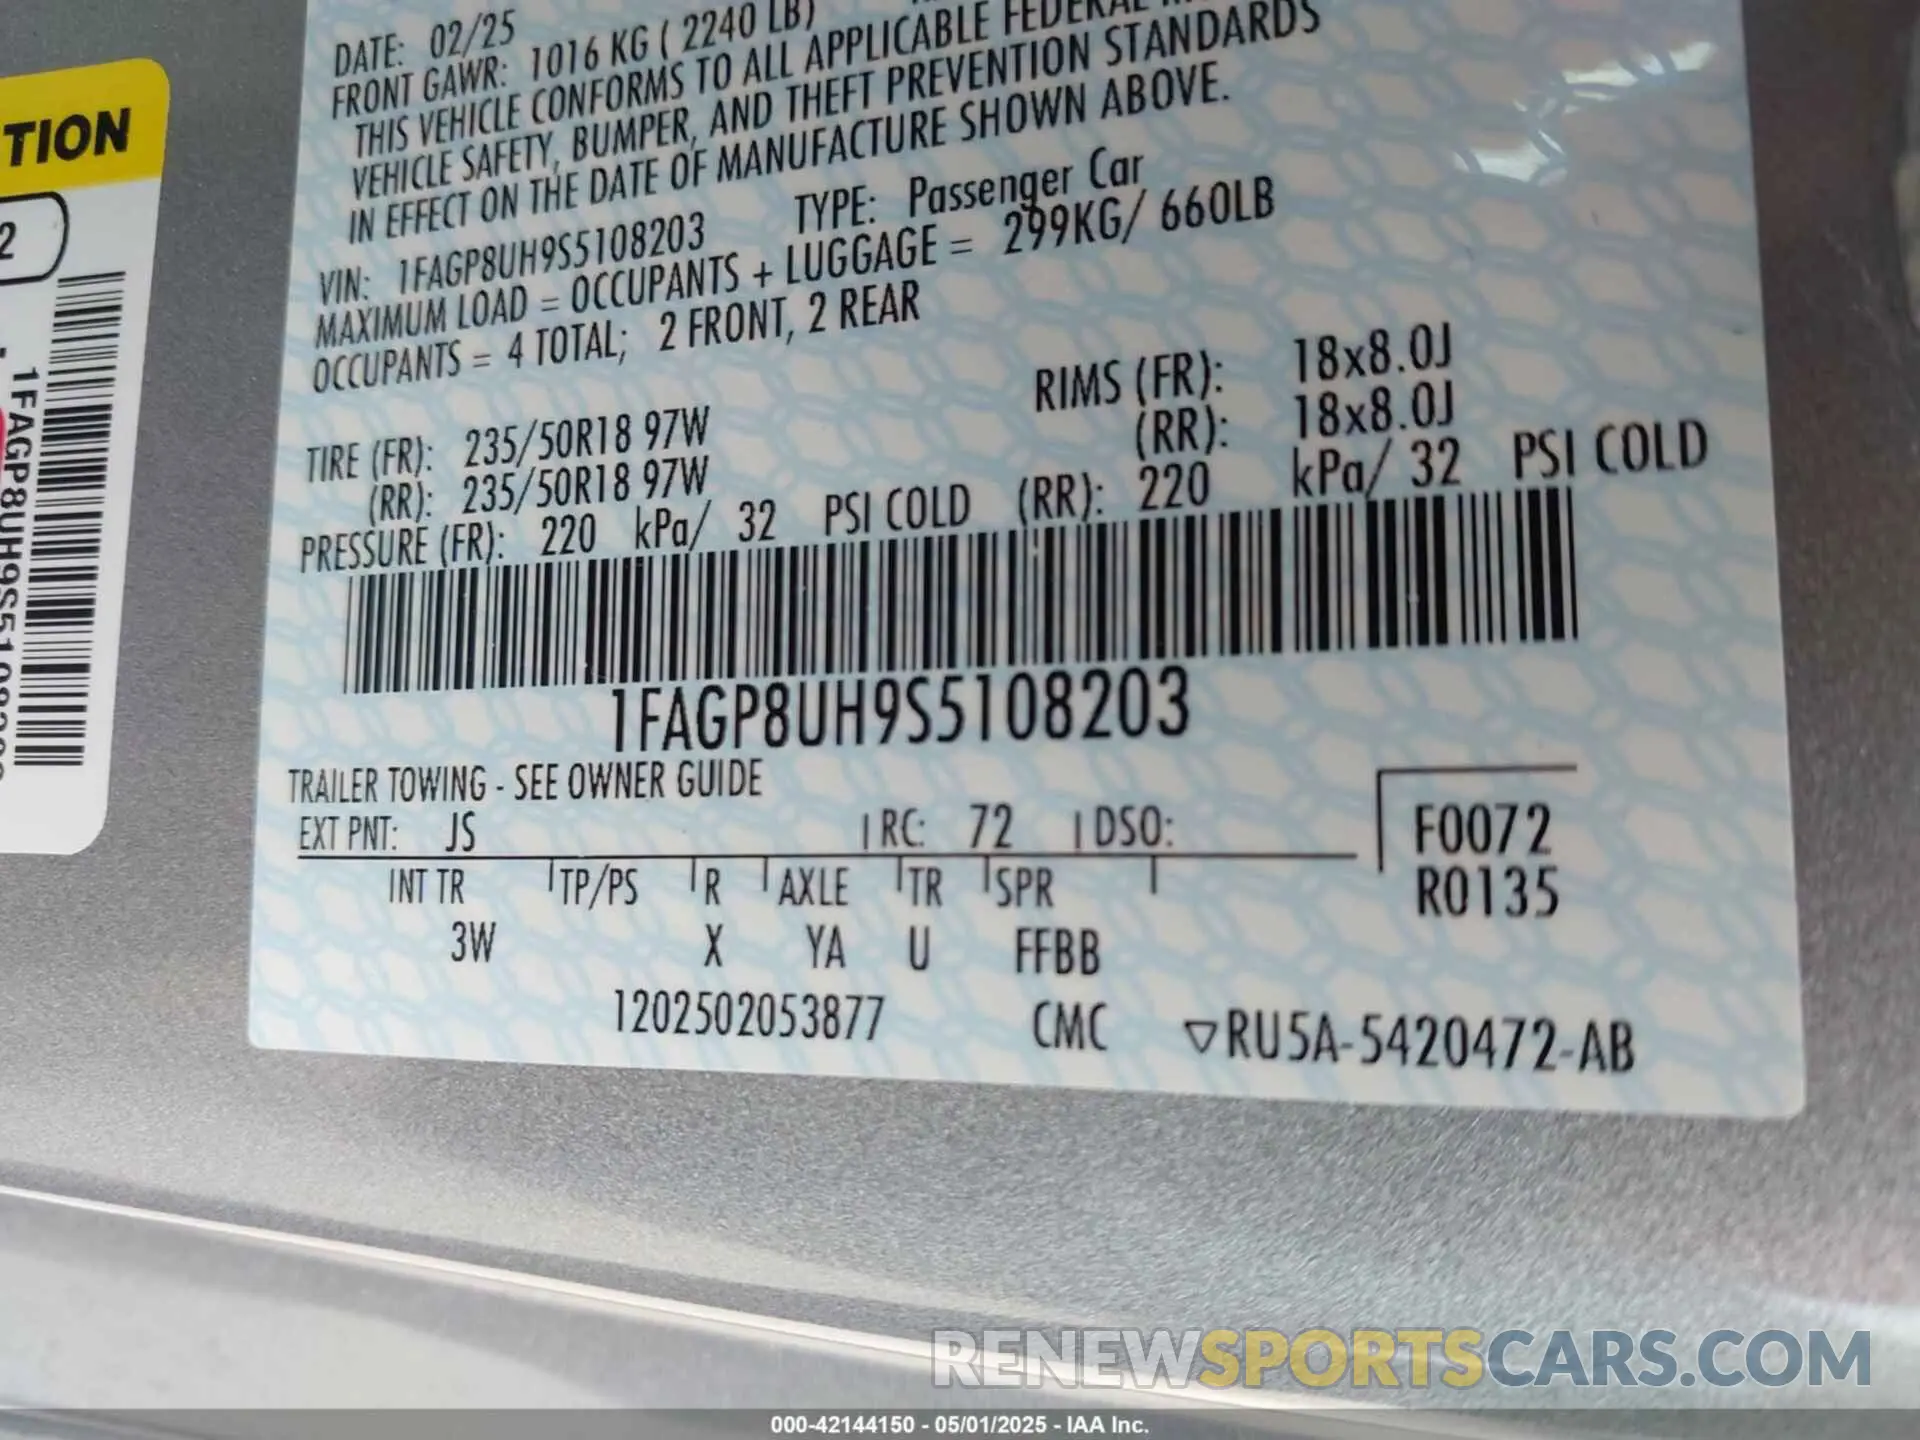 DATE: 02/25
FRONT GAWR: 1016 KG ( 2240 LB)
THIS VEHICLE CONFORMS TO ALL APPLICABLE FEDERAL
VEHICLE SAFETY, BUMPER, AND THEFT PREVENTION STANDARDS
IN EFFECT ON THE DATE OF MANUFACTURE SHOWN ABOVE.
VIN: 1FAGP8UH9S5108203 TYPE: Passenger Car
MAXIMUM LOAD = OCCUPANTS + LUGGAGE = 299KG/ 660LB
OCCUPANTS = 4 TOTAL; 2 FRONT, 2 REAR
TIRE (FR): 235/50R18 97W RIMS (FR): 18x8.0J
(RR): 235/50R18 97W (RR): 18x8.0J
PRESSURE (FR): 220 kPa/ 32 PSI COLD (RR): 220 kPa/ 32 PSI COLD
1FAGP8UH9S5108203
TRAILER TOWING - SEE OWNER GUIDE
EXT PNT: JS RC: 72 DSO: F0072
INT TR TP/PS R AXLE TR SPR R0135
3W X YA U FFBB
1202502053877 CMC ▽RU5A-5420472-AB
TION
2
1FAGP8UH9S5108203
RENEWSPORTSCARS.COM
000-42144150 - 05/01/2025 - IAA Inc.